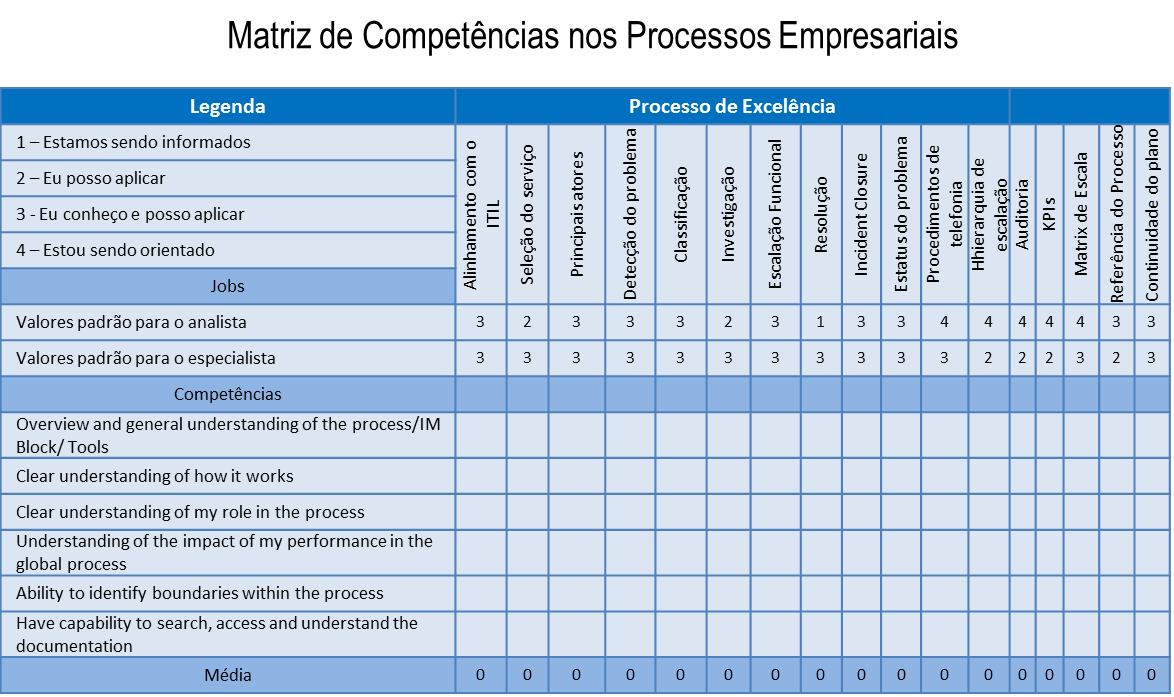 Matriz de Competências nos Processos Empresariais
Legenda
Processo de Excelência
1 – Estamos sendo informados
2 – Eu posso aplicar
3 - Eu conheço e posso aplicar
4 – Estou sendo orientado
Jobs
Alinhamento com o
ITIL
Seleção do serviço
Principais atores
Detecção do problema
Classificação
Investigação
Escalação Funcional
Resolução
Incident Closure
Estatus do problema
Procedimentos de
telefonia
Hhierarquia de
escalação
Auditoria
KPIs
Matrix de Escala
Referência do Processo
Continuidade do plano
Valores padrão para o analista 3 2 3 3 3 2 3 1 3 3 4 4 4 4 4 3 3
Valores padrão para o especialista 3 3 3 3 3 3 3 3 3 3 3 2 2 2 3 2 3
Competências
Overview and general understanding of the process/IM
Block/ Tools
Clear understanding of how it works
Clear understanding of my role in the process
Understanding of the impact of my performance in the
global process
Ability to identify boundaries within the process
Have capability to search, access and understand the
documentation
Média 0 0 0 0 0 0 0 0 0 0 0 0 0 0 0 0 0